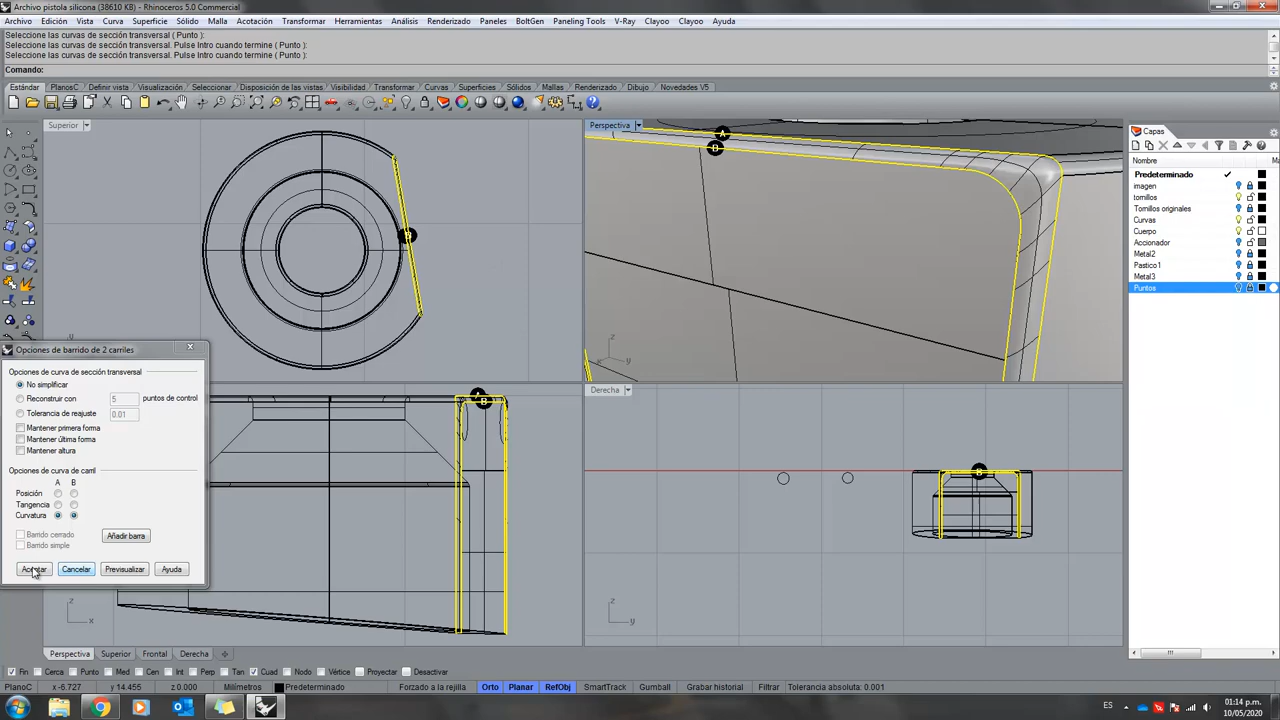 Archivo pistola silicona (38610 KB) - Rhinoceros 5.0 Commercial
Archivo Edición Vista Curva Superficie Sólido Malla Acotación Transformar Herramientas Análisis Renderizado Paneles BoltGen Paneling Tools V-Ray Clayoo Clayoo Ayuda
Seleccione las curvas de sección transversal ( Punto ):
Seleccione las curvas de sección transversal. Pulse Intro cuando termine ( Punto ):
Seleccione las curvas de sección transversal. Pulse Intro cuando termine ( Punto ):
Comando:
Estándar PlanosC Definir vista Visualización Seleccionar Disposición de las vistas Visibilidad Transformar Curvas Superficies Sólidos Mallas Renderizado Dibujo Novedades V5
Superior
Perspectiva
A
B
z
x y
y
Capas
Nombre
Predeterminado
imagen
tornillos
Tornillos originales
Curvas
Cuerpo
Accionador
Metal2
Pastico1
Metal3
Puntos
Opciones de barrido de 2 carriles
Opciones de curva de sección transversal
No simplificar
Reconstruir con 5 puntos de control
Tolerancia de reajuste 0.01
Mantener primera forma
Mantener última forma
Mantener altura
Opciones de curva de carril
A B
Posición
Tangencia
Curvatura
Barrido cerrado
Barrido simple
Añadir barra
Aceptar Cancelar Previsualizar Ayuda
B
z
x
Derecha
z
y
Perspectiva Superior Frontal Derecha
Fin Cerca Punto Med Cen Int Perp Tan Cuad Nodo Vértice Proyectar Desactivar
PlanoC x -6.727 y 14.455 z 0.000 Milímetros Predeterminado Forzado a la rejilla Orto Planar RefObj SmartTrack Gumball Grabar historial Filtrar Tolerancia absoluta: 0.001
ES
01:14 p.m.
10/05/2020